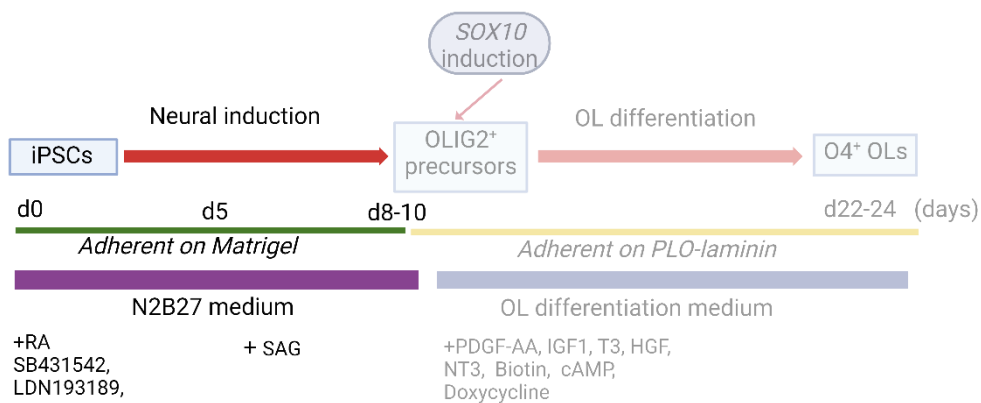 SOX10
induction
Neural induction
OL differentiation
iPSCs
OLIG2⁺
precursors
O4⁺ OLs
d0
d5
d8-10
d22-24 (days)
Adherent on Matrigel
Adherent on PLO-laminin
N2B27 medium
OL differentiation medium
+RA
SB431542,
LDN193189,
+ SAG
+PDGF-AA, IGF1, T3, HGF,
NT3, Biotin, cAMP,
Doxycycline